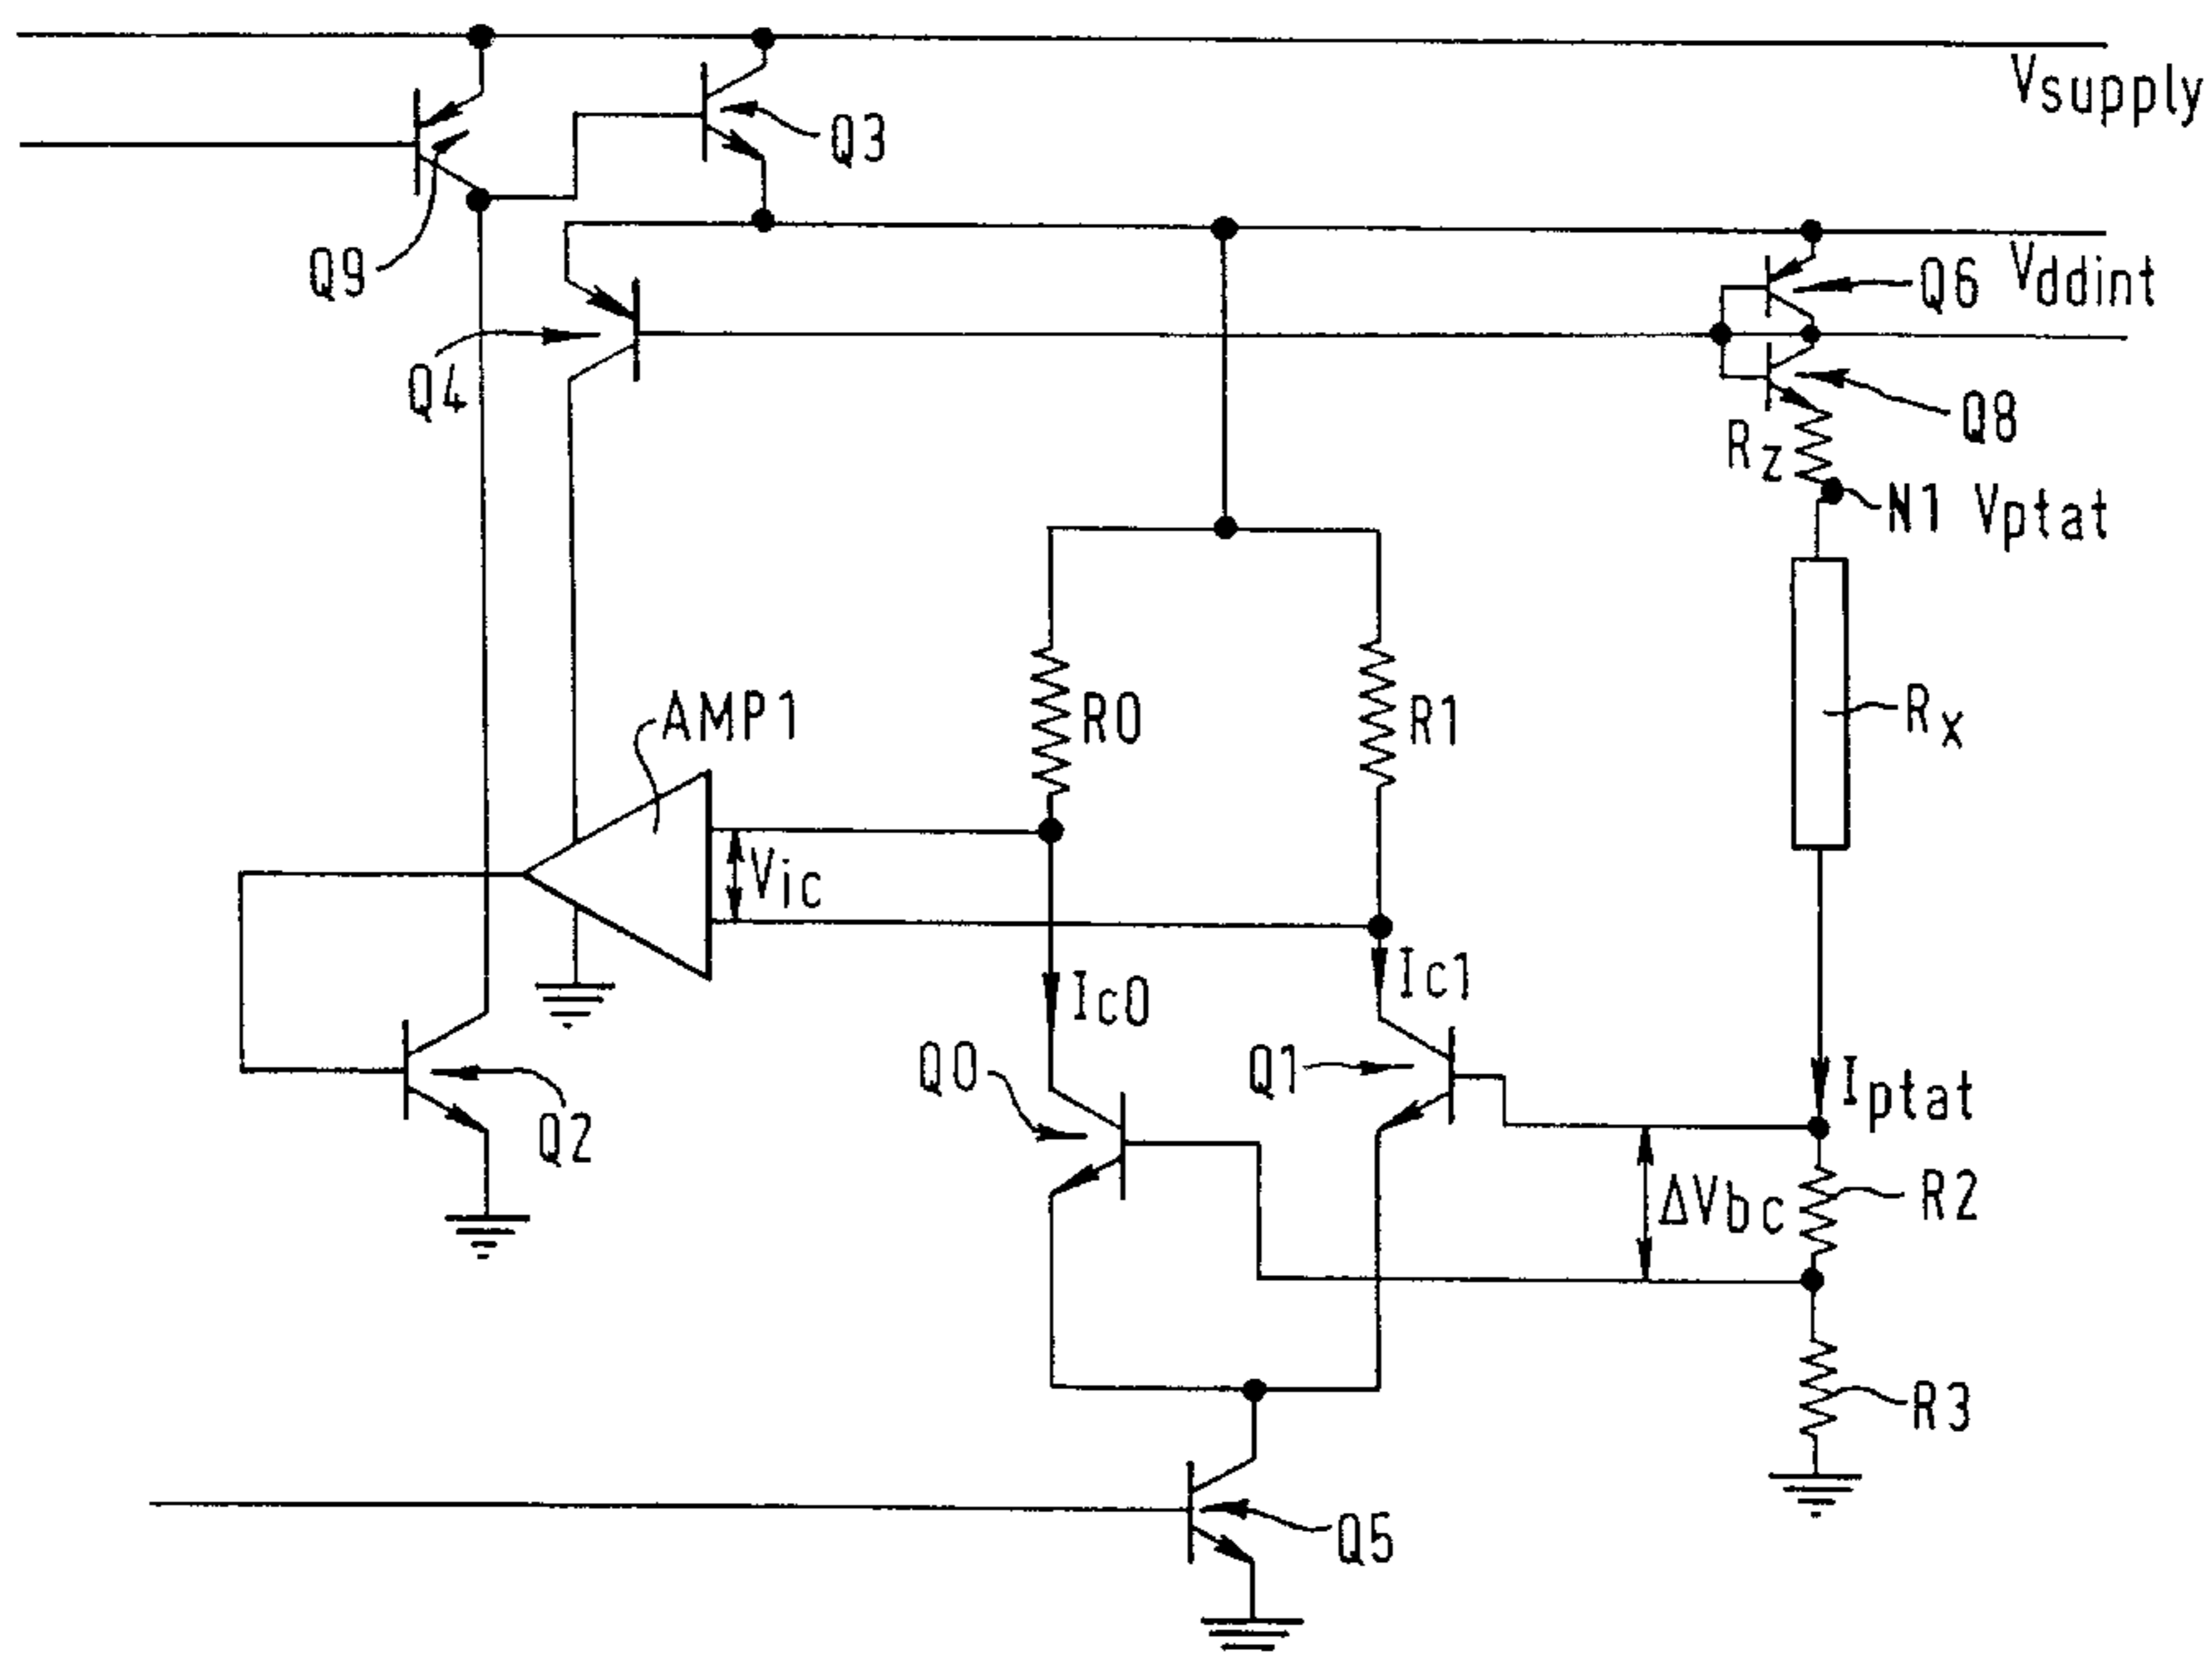 Vsupply
Q3
Q9
Vddint
Q6
Q4
Q8
Rz
N1 Vptat
AMP1
R0
R1
Rx
Vic
Ic0
Ic1
Q0
Q1
Iptat
Q2
ΔVbc
R2
R3
Q5